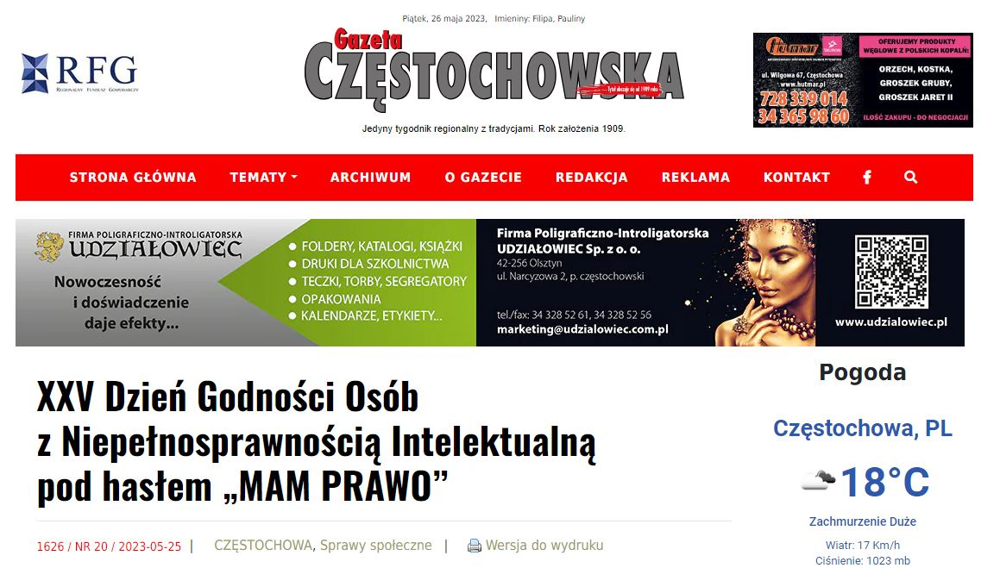 Piątek, 26 maja 2023, Imieniny: Filipa, Pauliny
RFG
REGIONALNY FUNDUSZ GOSPODARCZY
Gazeta
CZĘSTOCHOWSKA
Tytuł ukazuje się od 1909 roku
Jedyny tygodnik regionalny z tradycjami. Rok założenia 1909.
Hutmar
TAURON
ul. Wilgowa 67, Częstochowa
www.hutmar.pl
728 339 014
34 365 98 60
OFERUJEMY PRODUKTY
WĘGLOWE Z POLSKICH KOPALŃ:
ORZECH, KOSTKA,
GROSZEK GRUBY,
GROSZEK JARET II
ILOŚĆ ZAKUPU - DO NEGOCJACJI
STRONA GŁÓWNA TEMATY ARCHIWUM O GAZECIE REDAKCJA REKLAMA KONTAKT
FIRMA POLIGRAFICZNO-INTROLIGATORSKA
UDZIAŁOWIEC
Nowoczesność
i doświadczenie
daje efekty...
FOLDERY, KATALOGI, KSIĄŻKI
DRUKI DLA SZKOLNICTWA
TECZKI, TORBY, SEGREGATORY
OPAKOWANIA
KALENDARZE, ETYKIETY...
Firma Poligraficzno-Introligatorska
UDZIAŁOWIEC Sp. z o. o.
42-256 Olsztyn
ul. Narcyzowa 2, p. częstochowski
tel./fax: 34 328 52 61, 34 328 52 56
marketing@udzialowiec.com.pl
www.udzialowiec.pl
XXV Dzień Godności Osób
z Niepełnosprawnością Intelektualną
pod hasłem „MAM PRAWO”
1626 / NR 20 / 2023-05-25 | CZĘSTOCHOWA, Sprawy społeczne | Wersja do wydruku
Pogoda
Częstochowa, PL
18°C
Zachmurzenie Duże
Wiatr: 17 Km/h
Ciśnienie: 1023 mb